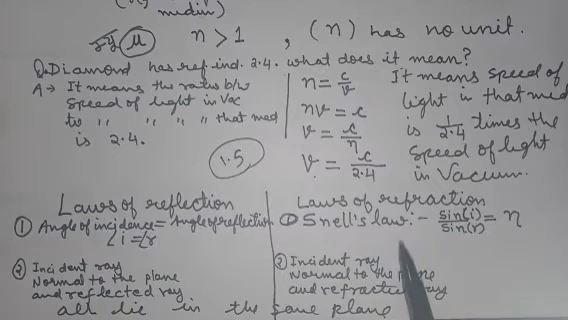 medium)
μ n > 1 , (n) has no unit.
Q. Diamond has ref. ind. 2.4. what does it mean?
A → It means the ratio b/w
speed of light in Vac
to " " " " that med
is 2.4.
n = c/v
nv = c
v = c/n
v = c/2.4
1.5
It means speed of
light in that med
is 1/2.4 times the
speed of light
in Vacuum.
Laws of reflection
① Angle of incidence = Angle of reflection
∠i = ∠r
② Incident ray
Normal to the plane
and reflected ray
Laws of refraction
① Snell's law :- sin(i)/sin(r) = n
② Incident ray
Normal to the plane
and refracted ray
all lie in the same plane